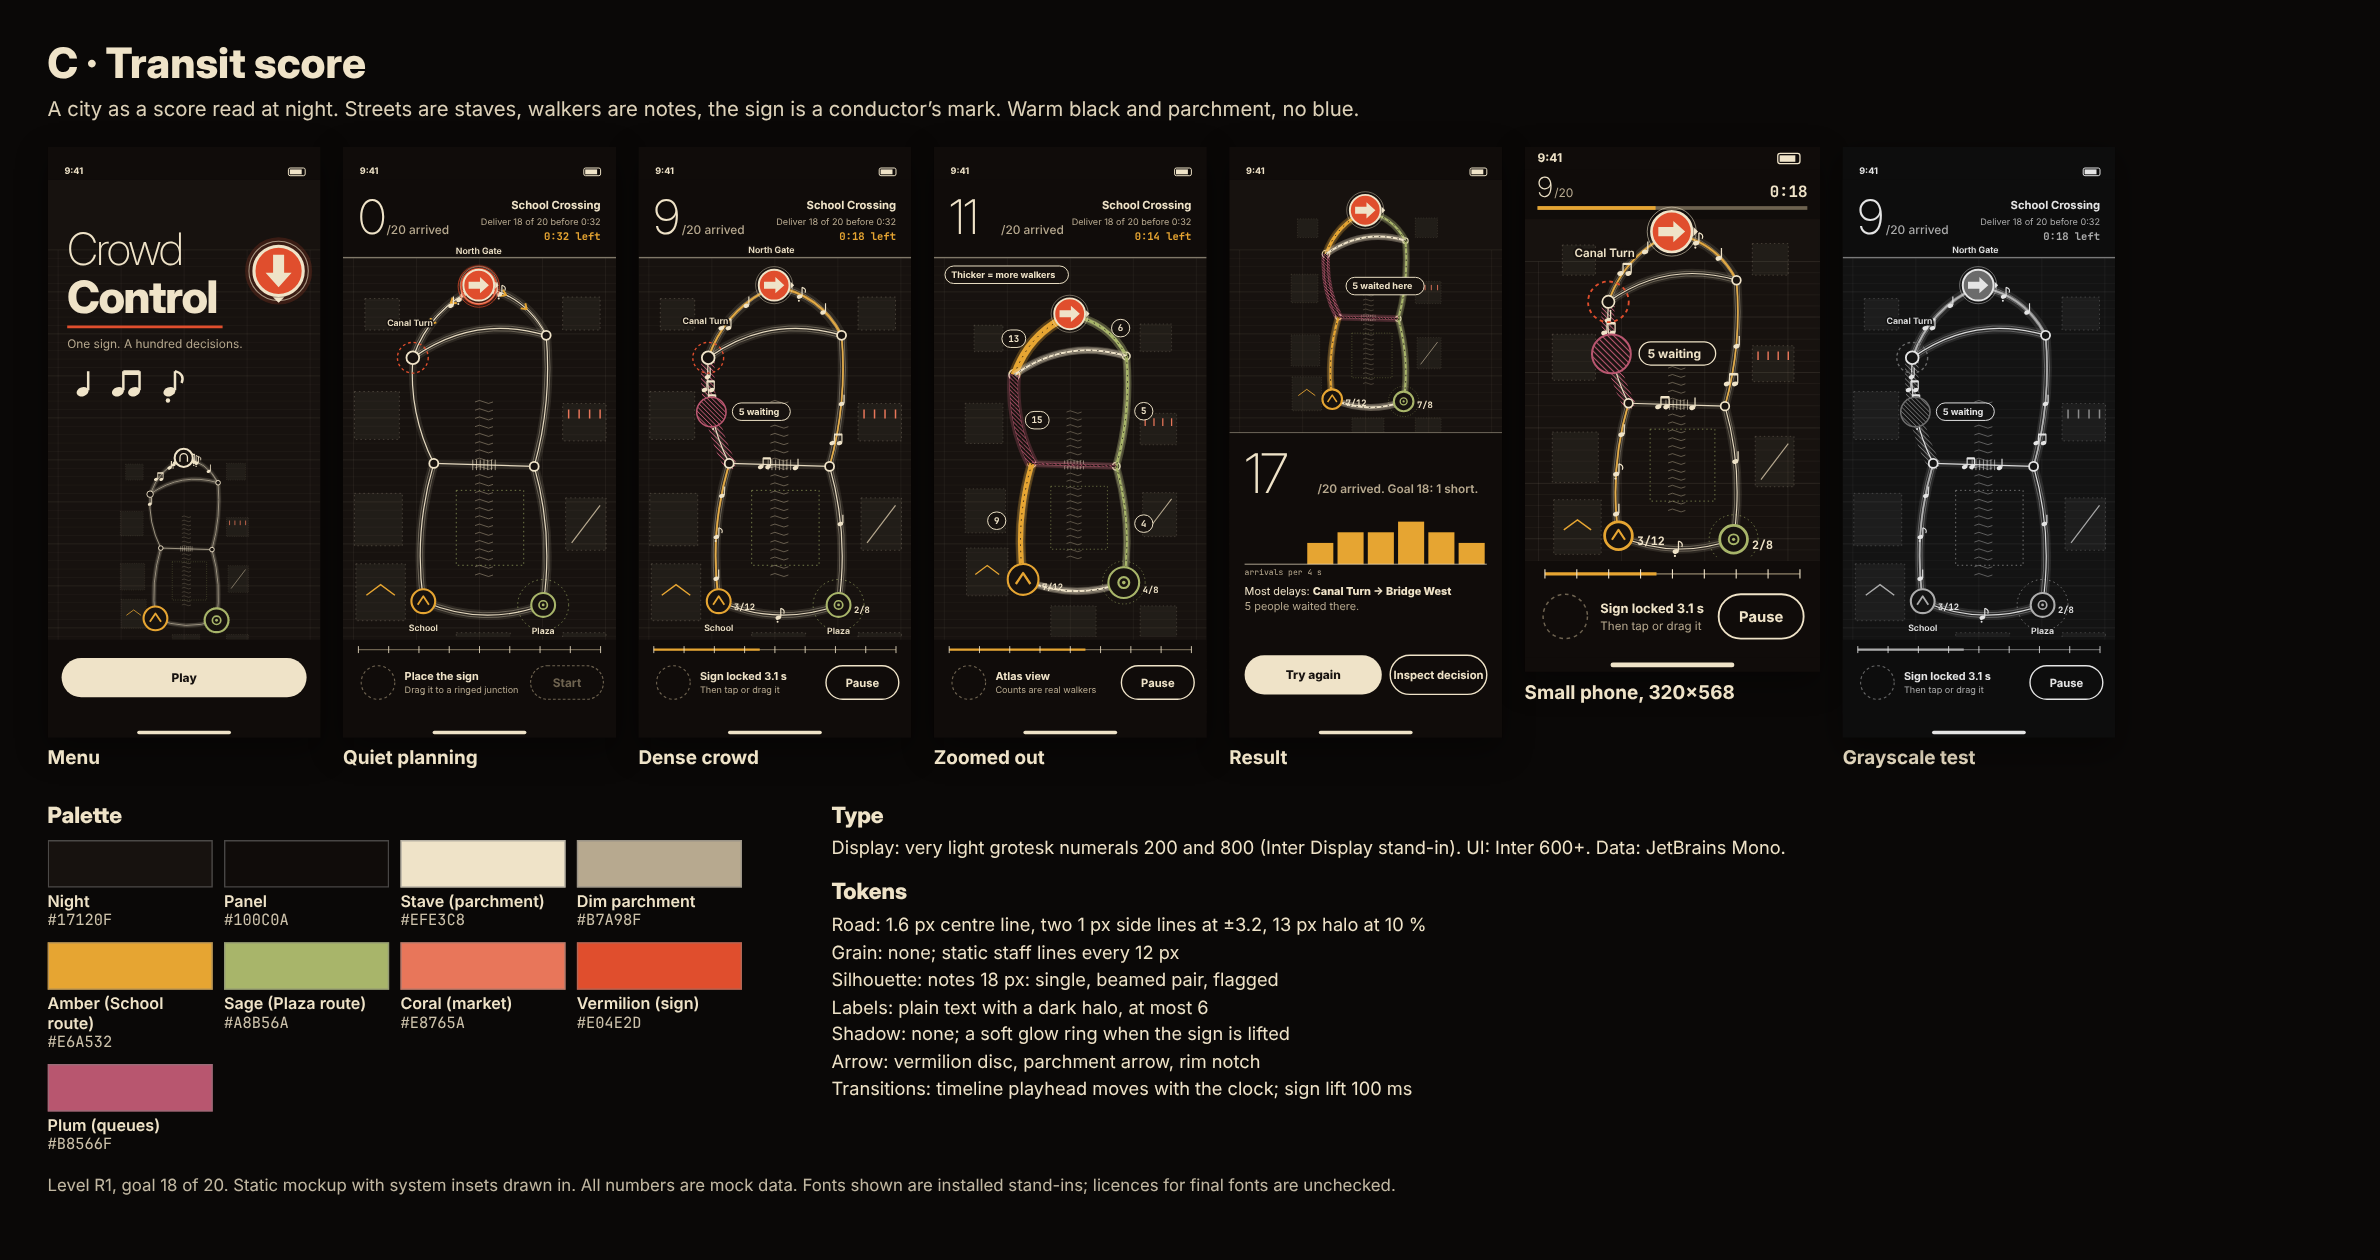 C · Transit score
A city as a score read at night. Streets are staves, walkers are notes, the sign is a conductor’s mark. Warm black and parchment, no blue.
9:41
Crowd
Control
One sign. A hundred decisions.
Play
Menu
9:41
0/20 arrived
School Crossing
Deliver 18 of 20 before 0:32
0:32 left
North Gate
Canal Turn
School
Plaza
Place the sign
Drag it to a ringed junction
Start
Quiet planning
9:41
9/20 arrived
School Crossing
Deliver 18 of 20 before 0:32
0:18 left
North Gate
Canal Turn
5 waiting
3/12
2/8
School
Plaza
Sign locked 3.1 s
Then tap or drag it
Pause
Dense crowd
9:41
11 /20 arrived
School Crossing
Deliver 18 of 20 before 0:32
0:14 left
Thicker = more walkers
13
6
15
5
9
4
4/8
Atlas view
Counts are real walkers
Pause
Zoomed out
9:41
5 waited here
7/8
17 /20 arrived. Goal 18: 1 short.
arrivals per 4 s
Most delays: Canal Turn → Bridge West
5 people waited there.
Try again
Inspect decision
Result
9:41
9/20
0:18
Canal Turn
5 waiting
3/12
2/8
Sign locked 3.1 s
Then tap or drag it
Pause
Small phone, 320×568
9:41
9/20 arrived
School Crossing
Deliver 18 of 20 before 0:32
0:18 left
North Gate
Canal Turn
5 waiting
3/12
2/8
School
Plaza
Sign locked 3.1 s
Then tap or drag it
Pause
Grayscale test
Palette
Night
#17120F
Panel
#100C0A
Stave (parchment)
#EFE3C8
Dim parchment
#B7A98F
Amber (School
route)
#E6A532
Sage (Plaza route)
#A8B56A
Coral (market)
#E8765A
Vermilion (sign)
#E04E2D
Plum (queues)
#B8566F
Type
Display: very light grotesk numerals 200 and 800 (Inter Display stand-in). UI: Inter 600+. Data: JetBrains Mono.
Tokens
Road: 1.6 px centre line, two 1 px side lines at ±3.2, 13 px halo at 10 %
Grain: none; static staff lines every 12 px
Silhouette: notes 18 px: single, beamed pair, flagged
Labels: plain text with a dark halo, at most 6
Shadow: none; a soft glow ring when the sign is lifted
Arrow: vermilion disc, parchment arrow, rim notch
Transitions: timeline playhead moves with the clock; sign lift 100 ms
Level R1, goal 18 of 20. Static mockup with system insets drawn in. All numbers are mock data. Fonts shown are installed stand-ins; licences for final fonts are unchecked.